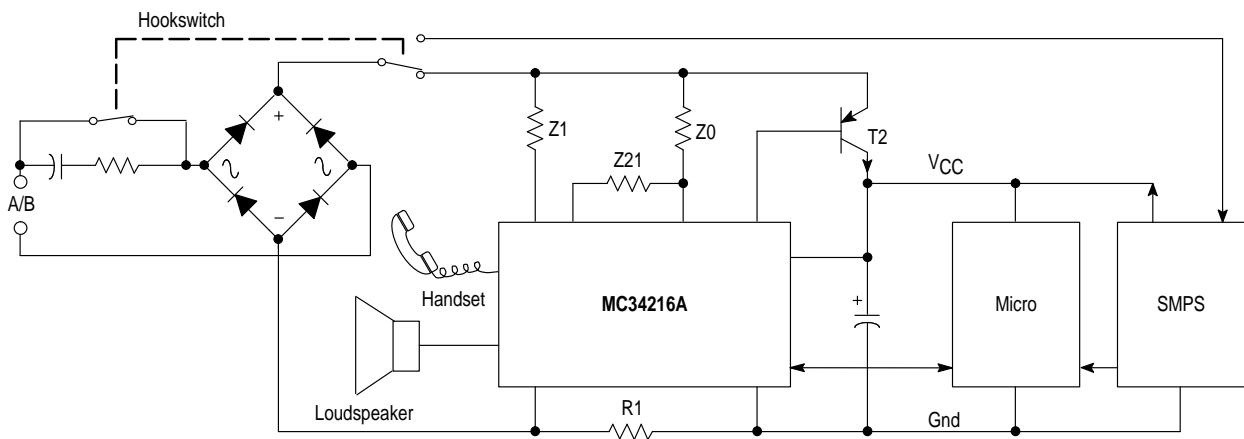 Hookswitch
+
Z1
Z0
T2
Z21
VCC
A/B
−
Handset
MC34216A
+
Micro
SMPS
Loudspeaker
R1
Gnd